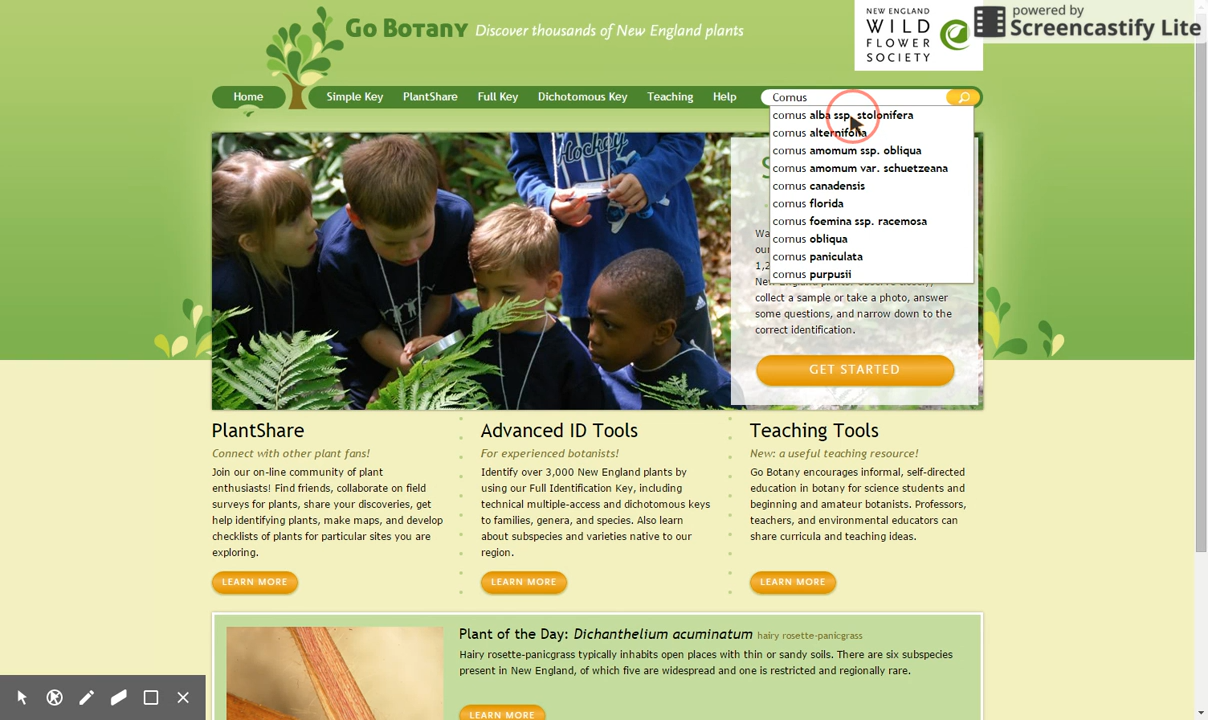 Go Botany Discover thousands of New England plants
NEW ENGLAND
WILD
FLOWER
SOCIETY
powered by
Screencastify Lite
Home Simple Key PlantShare Full Key Dichotomous Key Teaching Help Cornus
cornus alba ssp. stolonifera
cornus alternifolia
cornus amomum ssp. obliqua
cornus amomum var. schuetzeana
cornus canadensis
cornus florida
cornus foemina ssp. racemosa
cornus obliqua
cornus paniculata
cornus purpusii
Hockey
collect a sample or take a photo, answer
some questions, and narrow down to the
correct identification.
GET STARTED
PlantShare
Connect with other plant fans!
Join our on-line community of plant
enthusiasts! Find friends, collaborate on field
surveys for plants, share your discoveries, get
help identifying plants, make maps, and develop
checklists of plants for particular sites you are
exploring.
LEARN MORE
Advanced ID Tools
For experienced botanists!
Identify over 3,000 New England plants by
using our Full Identification Key, including
technical multiple-access and dichotomous keys
to families, genera, and species. Also learn
about subspecies and varieties native to our
region.
LEARN MORE
Teaching Tools
New: a useful teaching resource!
Go Botany encourages informal, self-directed
education in botany for science students and
beginning and amateur botanists. Professors,
teachers, and environmental educators can
share curricula and teaching ideas.
LEARN MORE
Plant of the Day: Dichanthelium acuminatum hairy rosette-panicgrass
Hairy rosette-panicgrass typically inhabits open places with thin or sandy soils. There are six subspecies
present in New England, of which five are widespread and one is restricted and regionally rare.
LEARN MORE